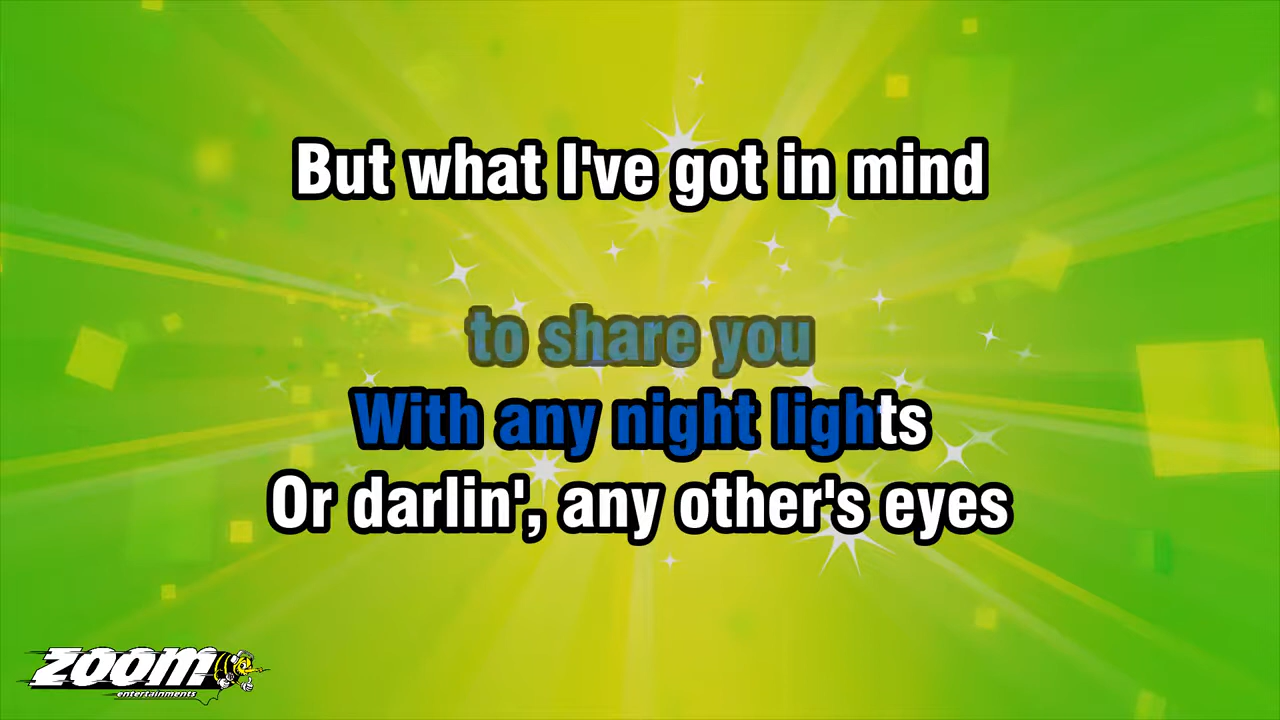 But what I've got in mind
to share you
With any night lights
Or darlin', any other's eyes
zoom
entertainments